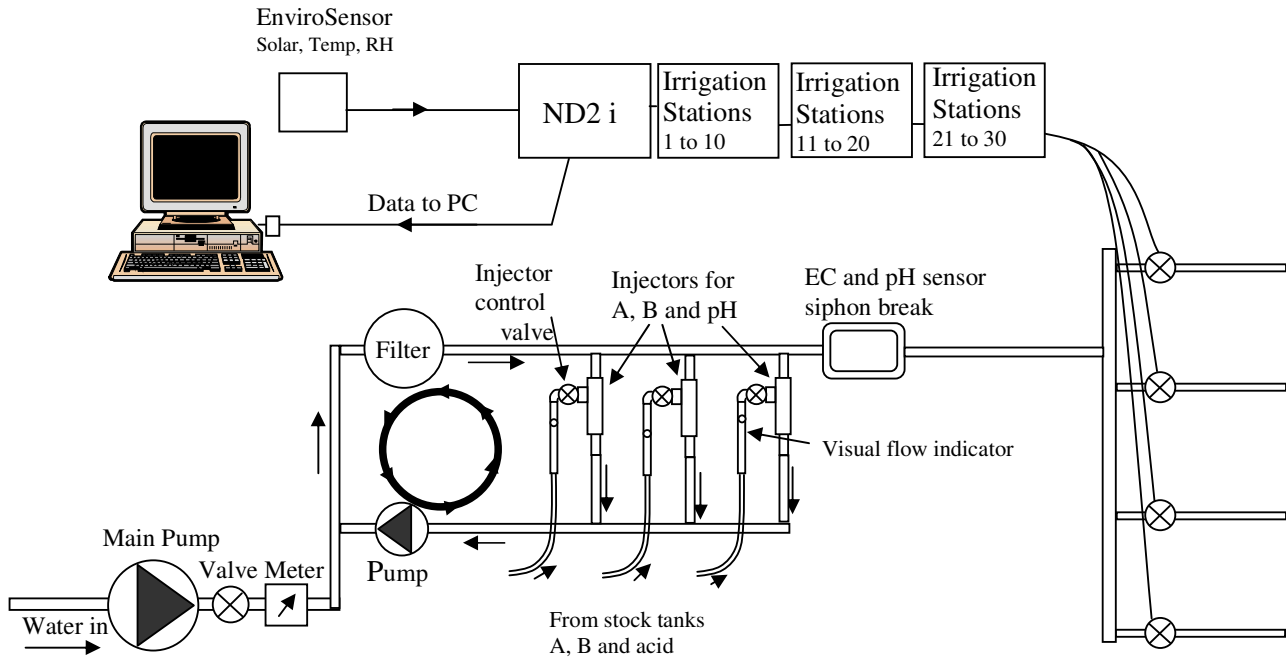 EnviroSensor
Solar, Temp, RH
ND2 i
Irrigation
Stations
1 to 10
Irrigation
Stations
11 to 20
Irrigation
Stations
21 to 30
Data to PC
Injector
control
valve
Injectors for
A, B and pH
EC and pH sensor
siphon break
Filter
Visual flow indicator
Main Pump
Valve Meter
Pump
Water in
From stock tanks
A, B and acid